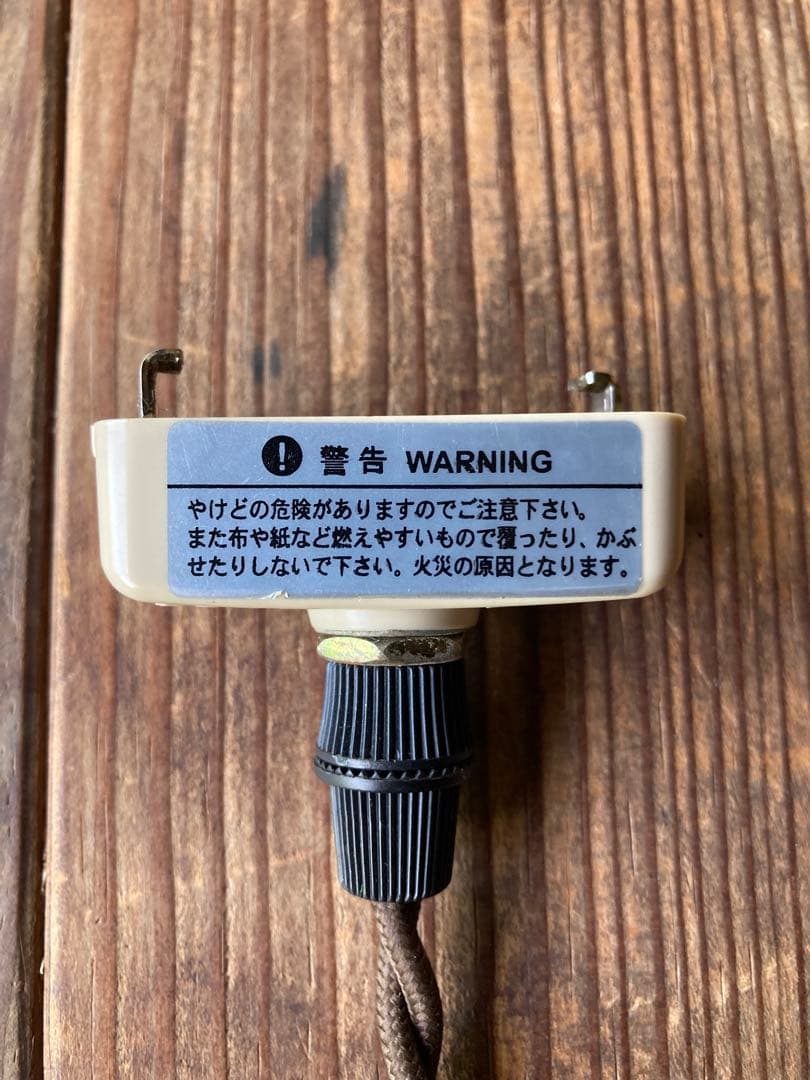 警告 WARNING
やけどの危険がありますのでご注意下さい。
また布や紙など燃えやすいもので覆ったり、かぶ
せたりしないで下さい。火災の原因となります。